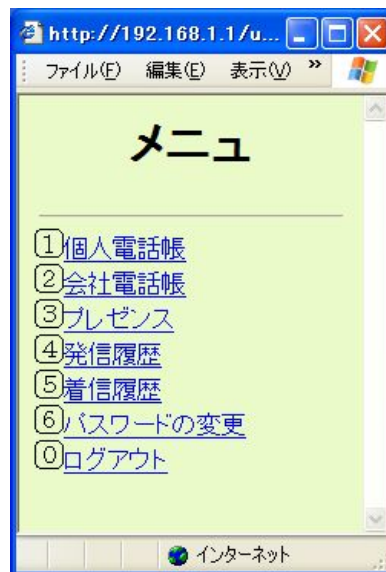 http://192.168.1.1/u...
ファイル(F) 編集(E) 表示(V) »
メニュ
1個人電話帳
2会社電話帳
3プレゼンス
4発信履歴
5着信履歴
6パスワードの変更
0ログアウト
インターネット